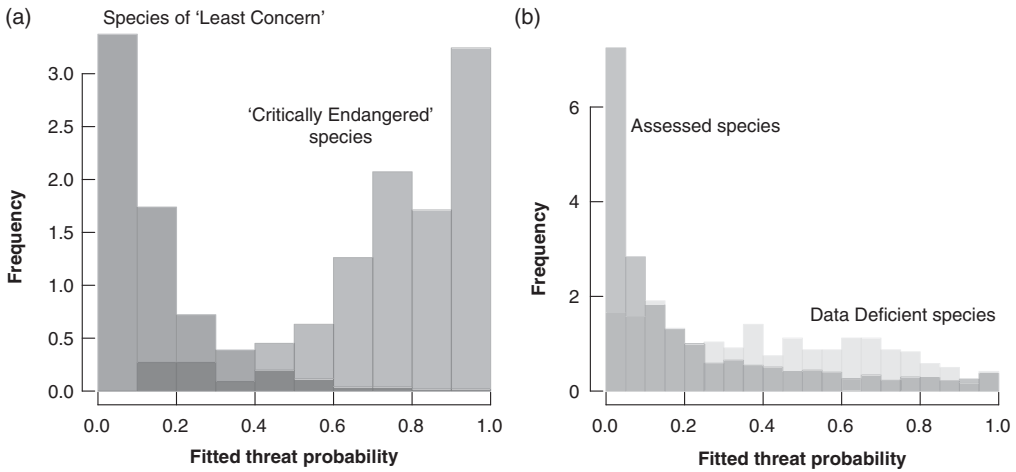 (a)
Species of ‘Least Concern’
‘Critically Endangered’
species
Frequency
3.0
2.5
2.0
1.5
1.0
0.5
0.0
0.0 0.2 0.4 0.6 0.8 1.0
Fitted threat probability
(b)
Assessed species
Data Deficient species
Frequency
6
4
2
0
0.0 0.2 0.4 0.6 0.8 1.0
Fitted threat probability